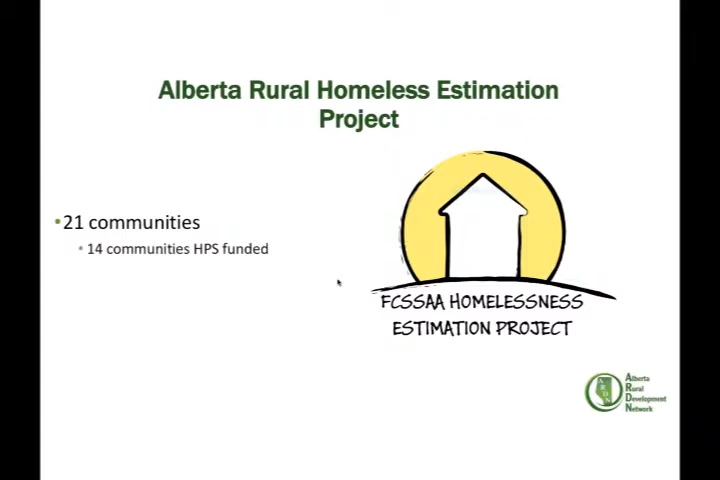 Alberta Rural Homeless Estimation
Project
•21 communities
• 14 communities HPS funded
FCSSAA HOMELESSNESS
ESTIMATION PROJECT
ARDN
Alberta
Rural
Development
Network